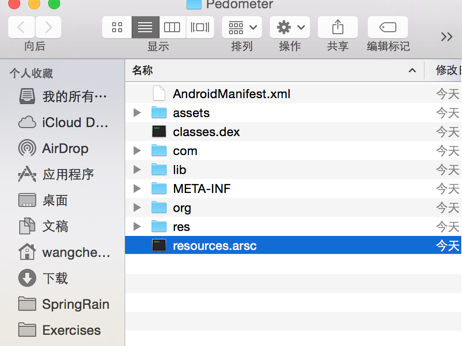 Pedometer
向后
显示
排列
操作
共享
编辑标记
个人收藏
我的所有…
iCloud D…
AirDrop
应用程序
桌面
文稿
wangche…
下载
SpringRain
Exercises
名称
修改日
AndroidManifest.xml
今天
assets
今天
classes.dex
今天
com
今天
lib
今天
META-INF
今天
org
今天
res
今天
resources.arsc
今天